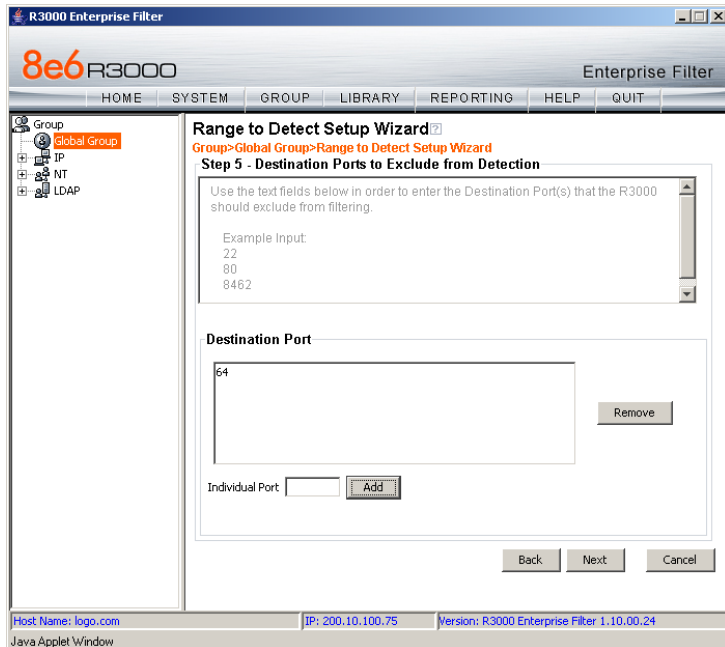 R3000 Enterprise Filter
8e6 R3000
Enterprise Filter
HOME SYSTEM GROUP LIBRARY REPORTING HELP QUIT
Group
Global Group
IP
NT
LDAP
Range to Detect Setup Wizard?
Group>Global Group>Range to Detect Setup Wizard
Step 5 - Destination Ports to Exclude from Detection
Use the text fields below in order to enter the Destination Port(s) that the R3000
should exclude from filtering.
Example Input:
22
80
8462
Destination Port
64
Remove
Individual Port
Add
Back Next Cancel
Host Name: logo.com IP: 200.10.100.75 Version: R3000 Enterprise Filter 1.10.00.24
Java Applet Window